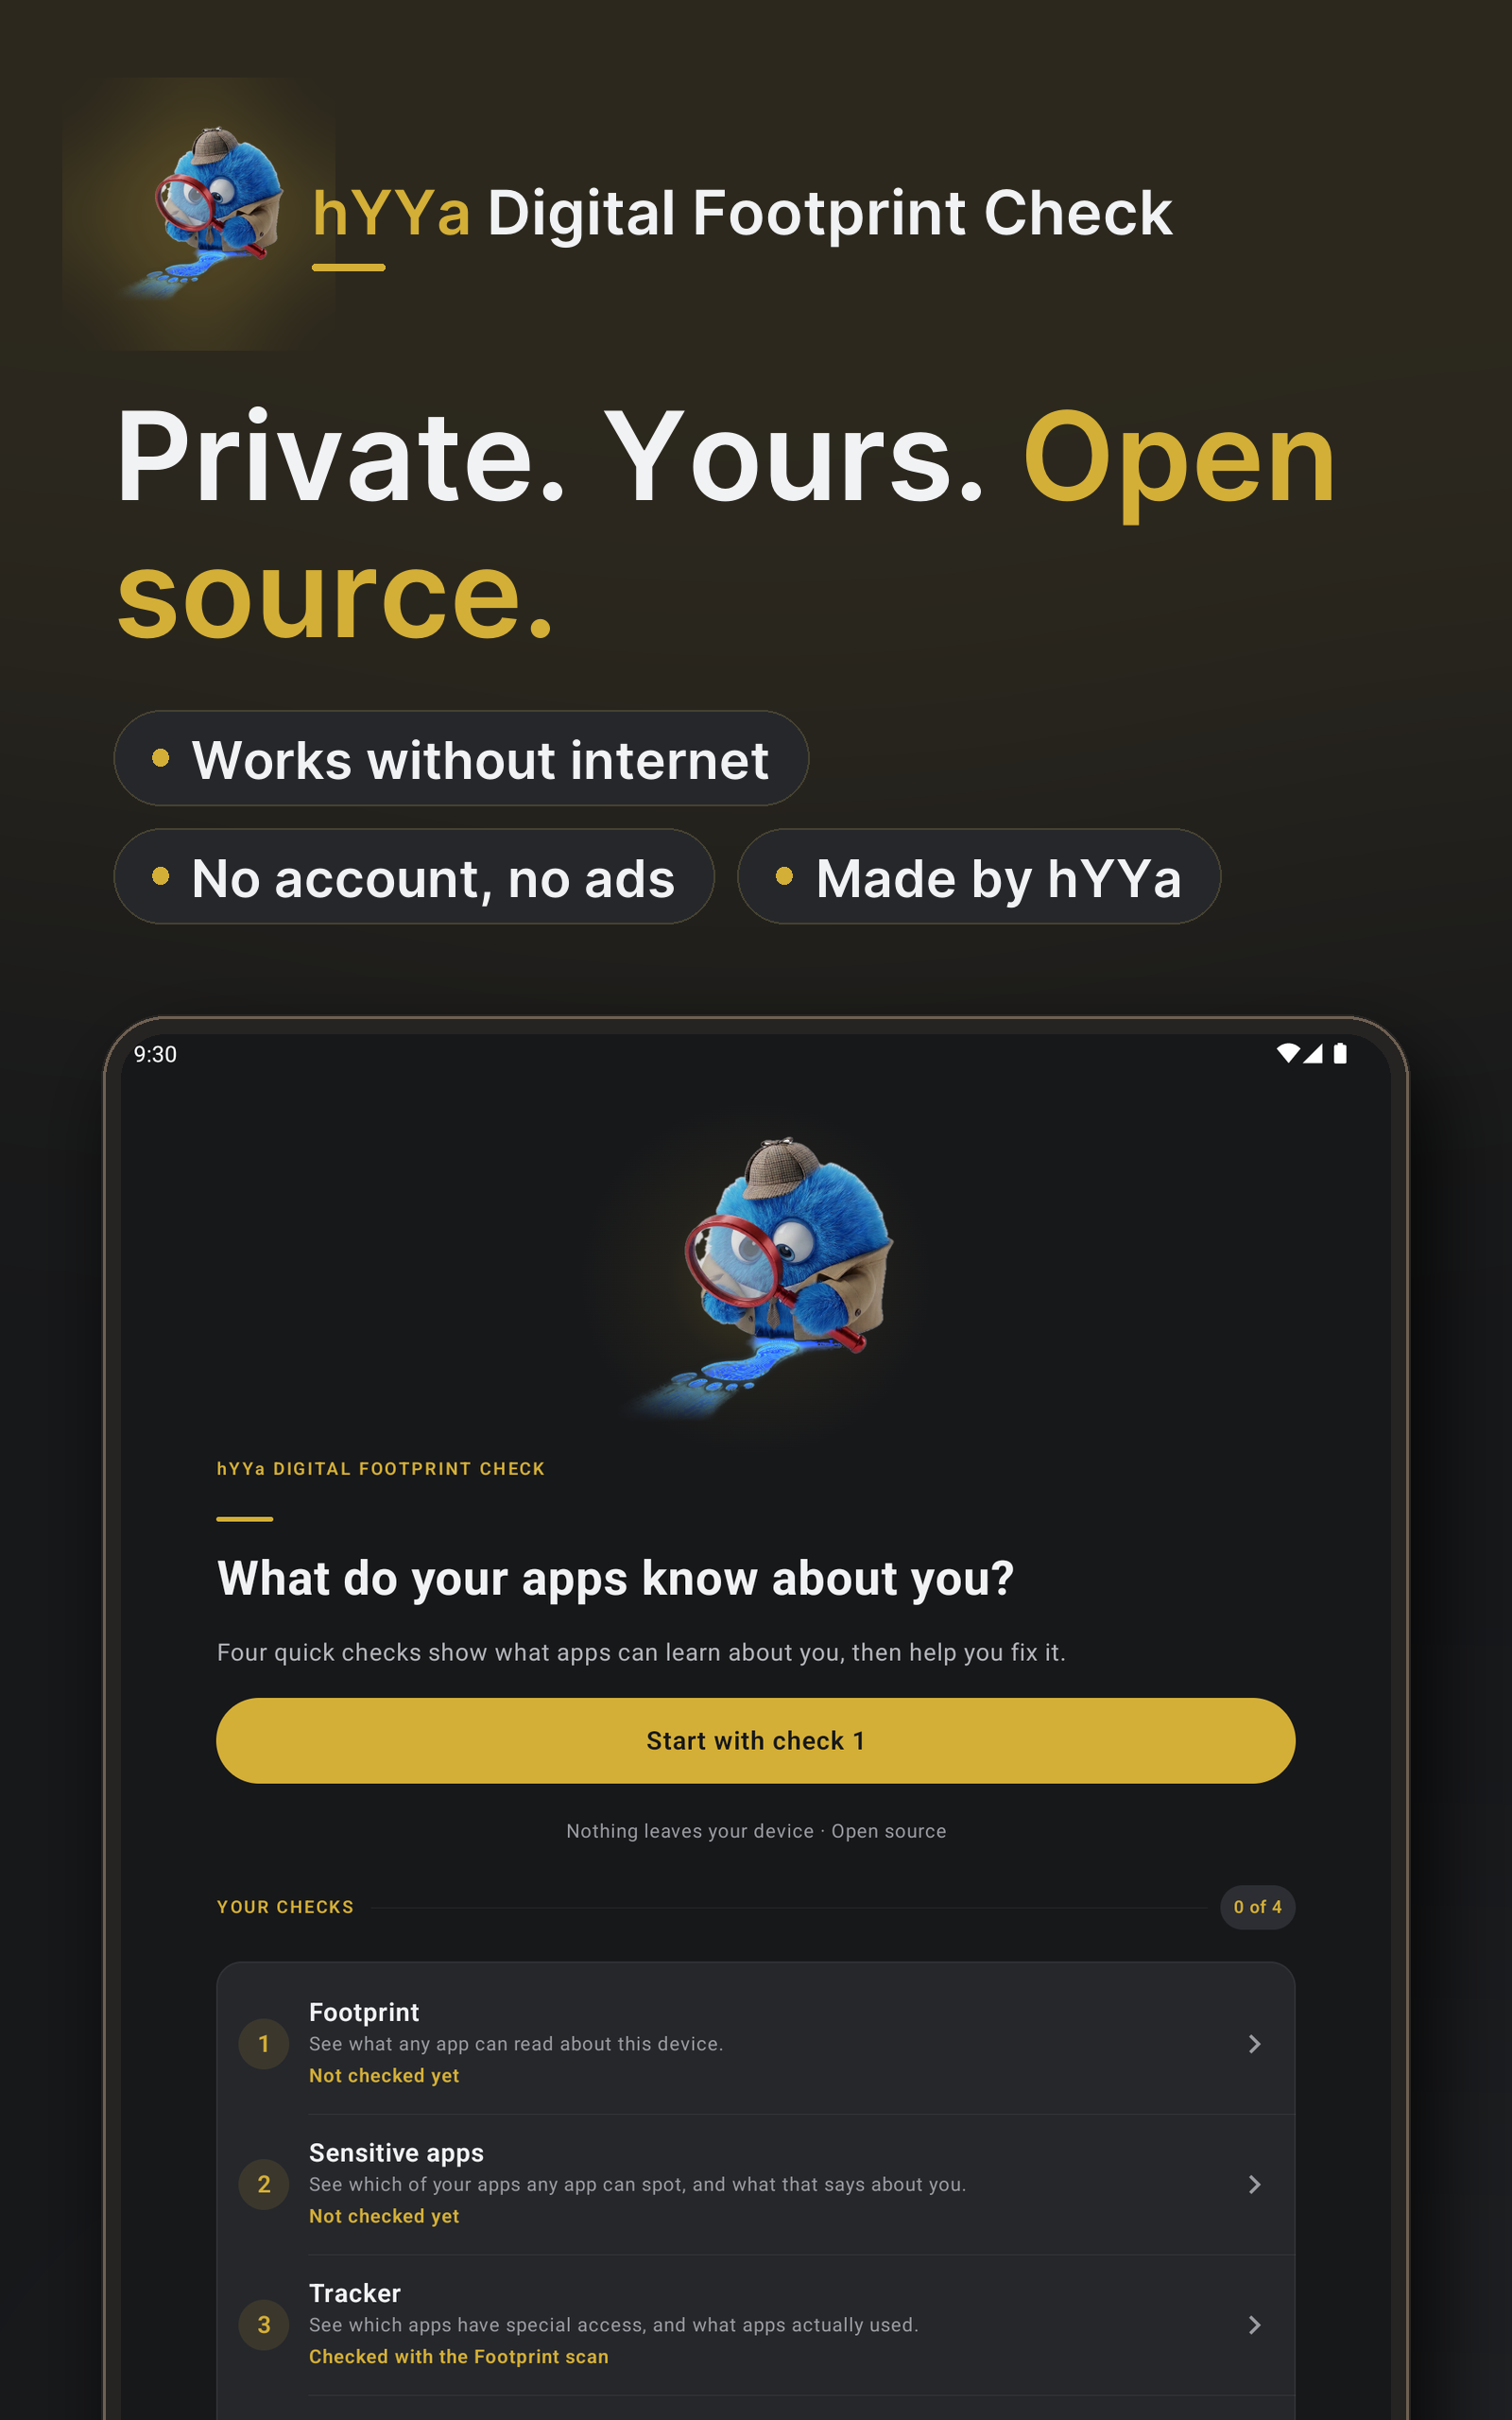 hYYa Digital Footprint Check
Private. Yours. Open
source.
Works without internet
No account, no ads
Made by hYYa
9:30
hYYa DIGITAL FOOTPRINT CHECK
What do your apps know about you?
Four quick checks show what apps can learn about you, then help you fix it.
Start with check 1
Nothing leaves your device · Open source
YOUR CHECKS
0 of 4
1
Footprint
See what any app can read about this device.
Not checked yet
2
Sensitive apps
See which of your apps any app can spot, and what that says about you.
Not checked yet
3
Tracker
See which apps have special access, and what apps actually used.
Checked with the Footprint scan